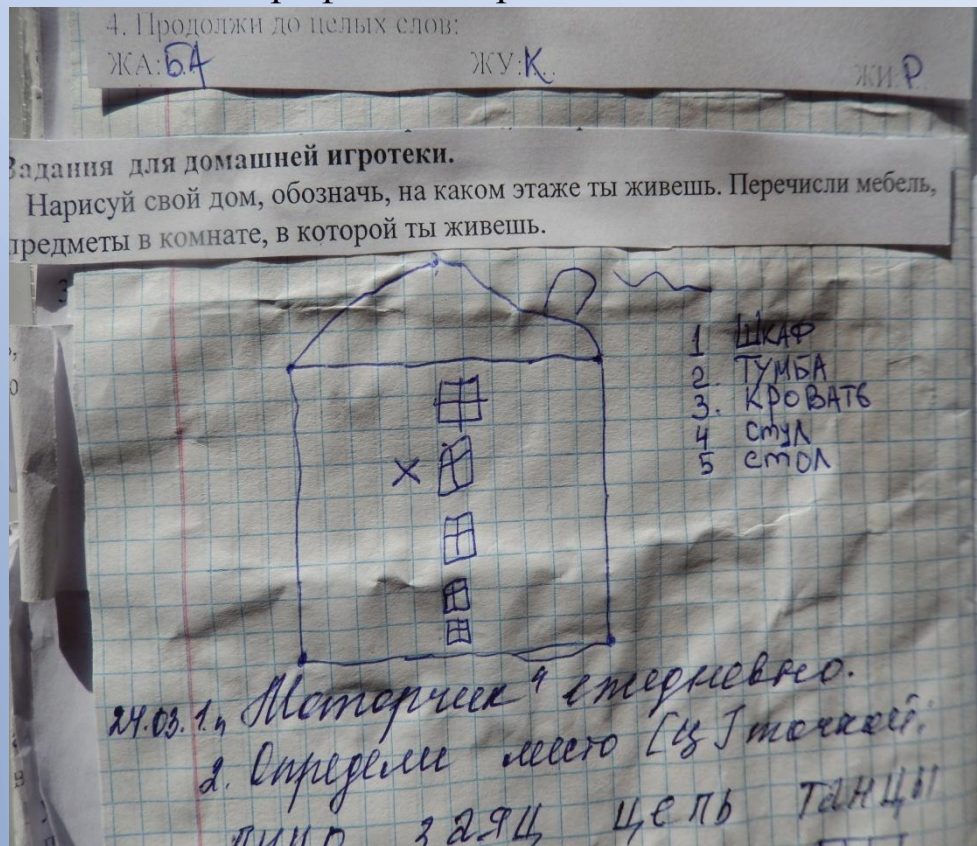 4. Продолжи до целых слов:
ЖА:БА ЖУ:К ЖИ:Р
Задания для домашней игротеки.
Нарисуй свой дом, обозначь, на каком этаже ты живешь. Перечисли мебель,
предметы в комнате, в которой ты живешь.
1 ШКАФ
2. ТУМБА
3. КРОВАТЬ
4 СТУЛ
5 СТОЛ
24.03. 1. „Моторчик" ежедневно.
2. Определи место [ц] точкой:
ЗАЯЦ ЦЕПЬ ТАНЦЫ